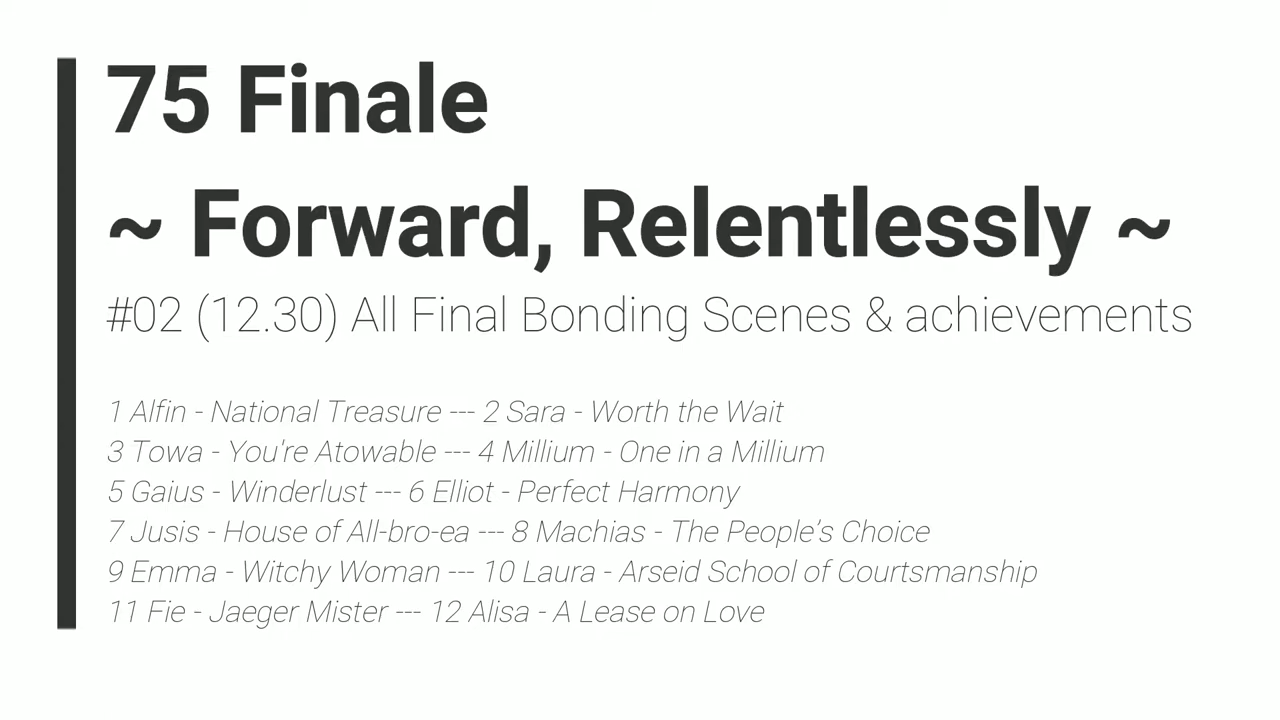 75 Finale
~ Forward, Relentlessly ~
#02 (12.30) All Final Bonding Scenes & achievements
1 Alfin - National Treasure --- 2 Sara - Worth the Wait
3 Towa - You're Atowable --- 4 Millium - One in a Millium
5 Gaius - Winderlust --- 6 Elliot - Perfect Harmony
7 Jusis - House of All-bro-ea --- 8 Machias - The People's Choice
9 Emma - Witchy Woman --- 10 Laura - Arseid School of Courtsmanship
11 Fie - Jaeger Mister --- 12 Alisa - A Lease on Love